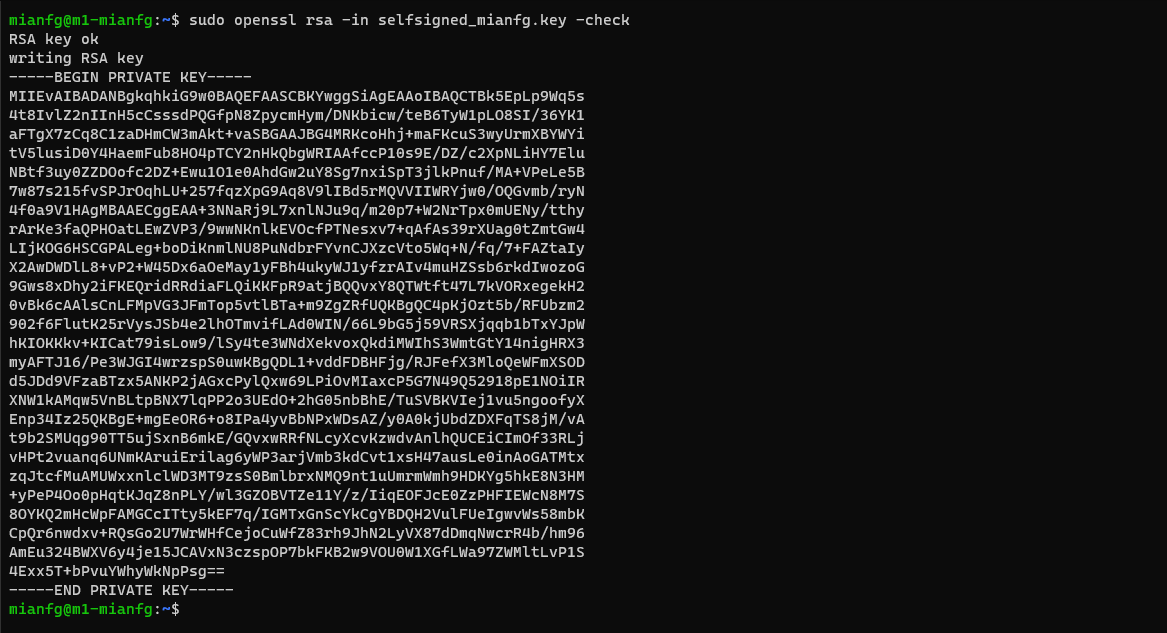 mianfg@m1-mianfg:~$ sudo openssl rsa -in selfsigned_mianfg.key -check
RSA key ok
writing RSA key
-----BEGIN PRIVATE KEY-----
MIIEvAIBADANBgkqhkiG9w0BAQEFAASCBKYwggSiAgEAAoIBAQCTBk5EpLp9Wq5s
4t8IvlZ2nIInH5cCsssdPQGfpN8ZpycmHym/DNKbicw/teB6TyW1pLO8SI/36YK1
aFTgX7zCq8C1zaDHmCW3mAkt+vaSBGAAJBG4MRKcoHhj+maFKcuS3wyUrmXBYWYi
tV5lusiD0Y4HaemFub8HO4pTCY2nHkQbgWRIAAfccP10s9E/DZ/c2XpNLiHY7Elu
NBtf3uy0ZZDOofc2DZ+Ewu1O1e0AhdGw2uY8Sg7nxiSpT3jlkPnuf/MA+VPeLe5B
7w87s215fvSPJrOqhLU+257fqzXpG9Aq8V9lIBd5rMQVVIIWRYjw0/OQGvmb/ryN
4f0a9V1HAgMBAAECggEAA+3NNaRj9L7xnlNJu9q/m20p7+W2NrTpx0mUENy/tthy
rArKe3faQPHOatLEwZVP3/9wwNKnlkEVOcfPTNesxv7+qAfAs39rXUag0tZmtGw4
LIjKOG6HSCGPALeg+boDiKnmlNU8PuNdbrFYvnCJXzcVto5Wq+N/fq/7+FAZtaIy
X2AwDWDlL8+vP2+W45Dx6aOeMay1yFBh4ukyWJ1yfzrAIv4muHZSsb6rkdIwozoG
9Gws8xDhy2iFKEQridRRdiaFLQiKKFpR9atjBQQvxY8QTWtft47L7kVORxegekH2
0vBk6cAAlsCnLFMpVG3JFmTop5vtlBTa+m9ZgZRfUQKBgQC4pKjOzt5b/RFUbzm2
902f6FlutK25rVysJSb4e2lhOTmvifLAd0WIN/66L9bG5j59VRSXjqqb1bTxYJpW
hKIOKKkv+KICat79isLow9/lSy4te3WNdXekvoxQkdiMWIhS3WmtGtY14nigHRX3
myAFTJ16/Pe3WJGI4wrzspS0uwKBgQDL1+vddFDBHFjg/RJFefX3MloQeWFmXSOD
d5JDd9VFzaBTzx5ANKP2jAGxcPylQxw69LPiOvMIaxcP5G7N49Q52918pE1NOiIR
XNW1kAMqw5VnBLtpBNX7lqPP2o3UEdO+2hG05nbBhE/TuSVBKVIej1vu5ngoofyX
Enp34Iz25QKBgE+mgEeOR6+o8IPa4yvBbNPxWDsAZ/y0A0kjUbdZDXFqTS8jM/vA
t9b2SMUqg90TT5ujSxnB6mkE/GQvxwRRfNLcyXcvKzwdvAnlhQUCEiCImOf33RLj
vHPt2vuanq6UNmKAruiErilag6yWP3arjVmb3kdCvt1xsH47ausLe0inAoGATMtx
zqJtcfMuAMUWxxnlclWD3MT9zsS0BmlbrxNMQ9nt1uUmrmWmh9HDKYg5hkE8N3HM
+yPeP4Oo0pHqtKJqZ8nPLY/wl3GZOBVTZe11Y/z/IiqEOFJcE0ZzPHFIEWcN8M7S
8OYKQ2mHcWpFAMGCcITty5kEF7q/IGMTxGnScYkCgYBDQH2VulFUeIgwvWs58mbK
CpQr6nwdxv+RQsGo2U7WrWHfCejoCuWfZ83rh9JhN2LyVX87dDmqNwcrR4b/hm96
AmEu324BWXV6y4je15JCAVxN3czspOP7bkFKB2w9VOU0W1XGfLWa97ZWMltLvP1S
4Exx5T+bPvuYWhyWkNpPsg==
-----END PRIVATE KEY-----
mianfg@m1-mianfg:~$